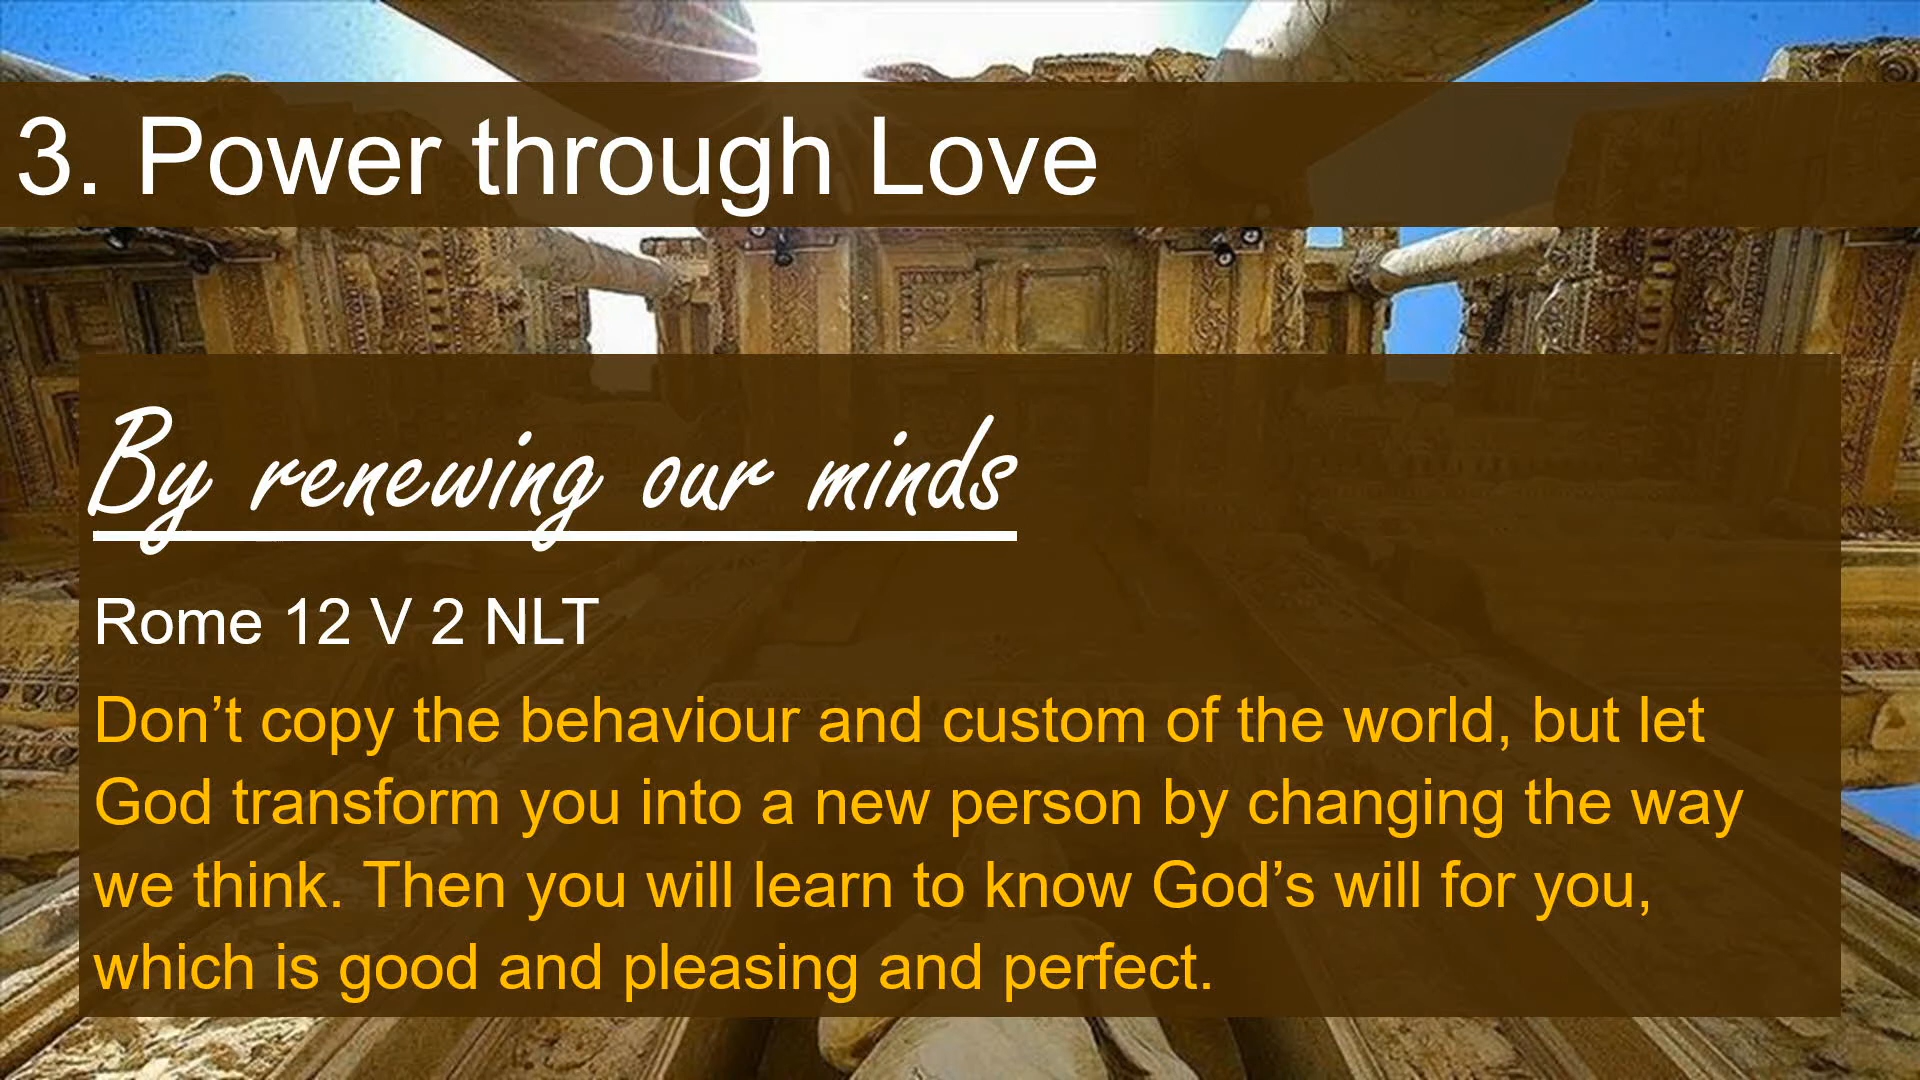 3. Power through Love
By renewing our minds
Rome 12 V 2 NLT
Don’t copy the behaviour and custom of the world, but let
God transform you into a new person by changing the way
we think. Then you will learn to know God’s will for you,
which is good and pleasing and perfect.